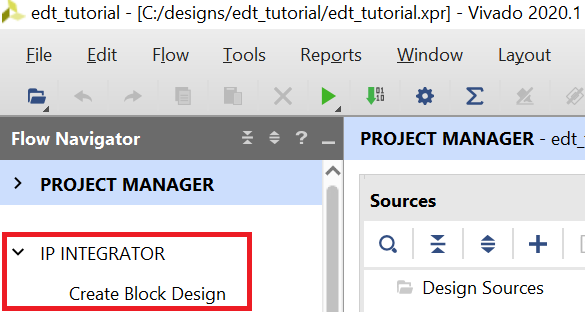 edt_tutorial - [C:/designs/edt_tutorial/edt_tutorial.xpr] - Vivado 2020.1
File Edit Flow Tools Reports Window Layout
Flow Navigator ?
PROJECT MANAGER - edt_
PROJECT MANAGER
Sources
IP INTEGRATOR
Design Sources
Create Block Design